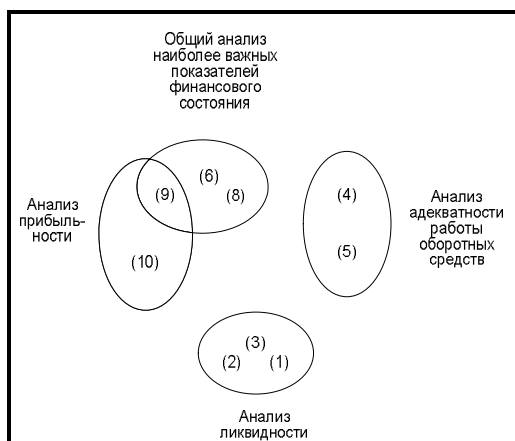 Общий анализ
наиболее важных
показателей
финансового
состояния
(6)
(9)
(8)
(4)
Анализ
прибыль-
ности
Анализ
адекватности
работы
оборотных
средств
(5)
(10)
(3)
(2) (1)
Анализ
ликвидности